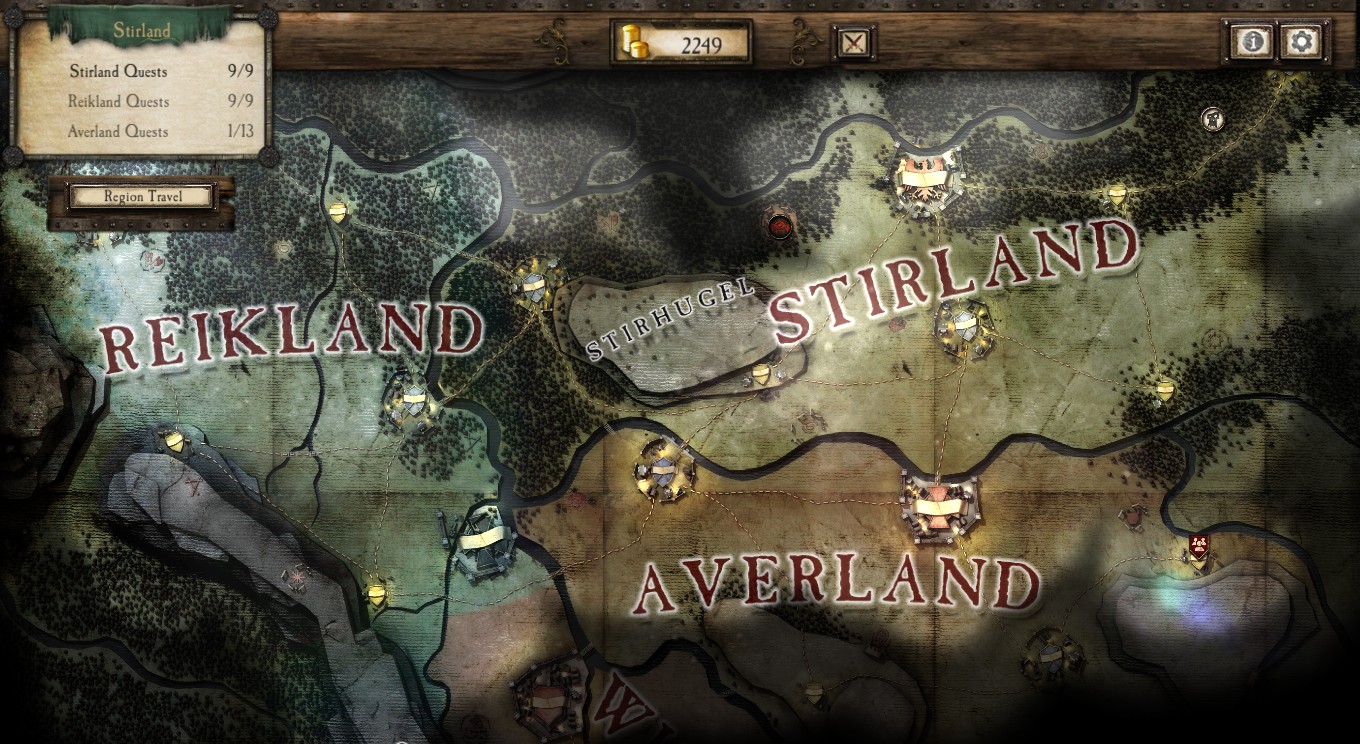 Stirland
2249
Stirland Quests 9/9
Reikland Quests 9/9
Averland Quests 1/13
Region Travel
STIRLAND
STIRHUGEL
REIKLAND
AVERLAND
W